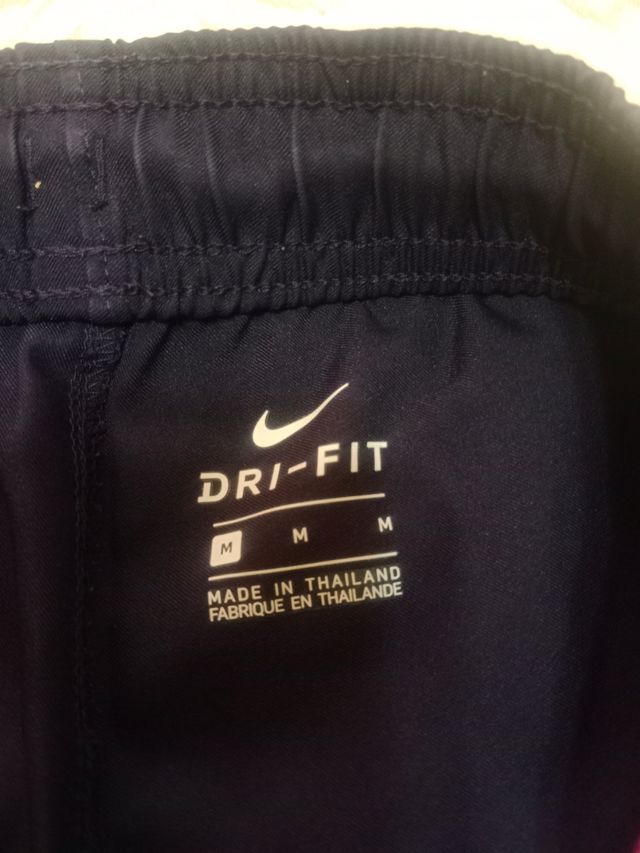 DRI-FIT
M M M
MADE IN THAILAND
FABRIQUE EN THAILANDE